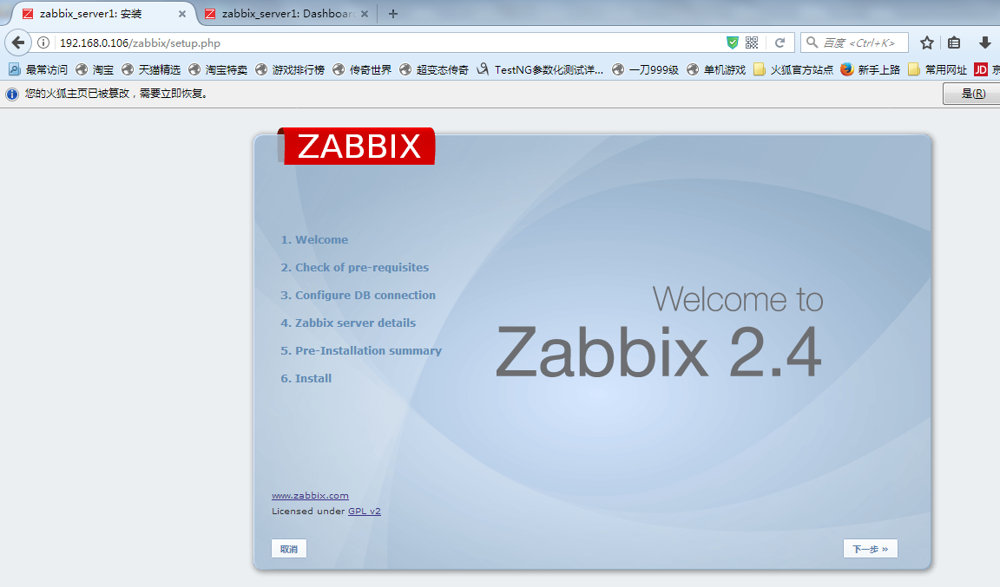 zabbix_server1: 安装
zabbix_server1: Dashboard
192.168.0.106/zabbix/setup.php
百度 <Ctrl+K>
最常访问 淘宝 天猫精选 淘宝特卖 游戏排行榜 传奇世界 超变态传奇 TestNG参数化测试详... 一刀999级 单机游戏 火狐官方站点 新手上路 常用网址 JD 京
您的火狐主页已被篡改，需要立即恢复。
是(R)
ZABBIX
1. Welcome
2. Check of pre-requisites
3. Configure DB connection
4. Zabbix server details
5. Pre-Installation summary
6. Install
Welcome to
Zabbix 2.4
www.zabbix.com
Licensed under GPL v2
取消
下一步 »